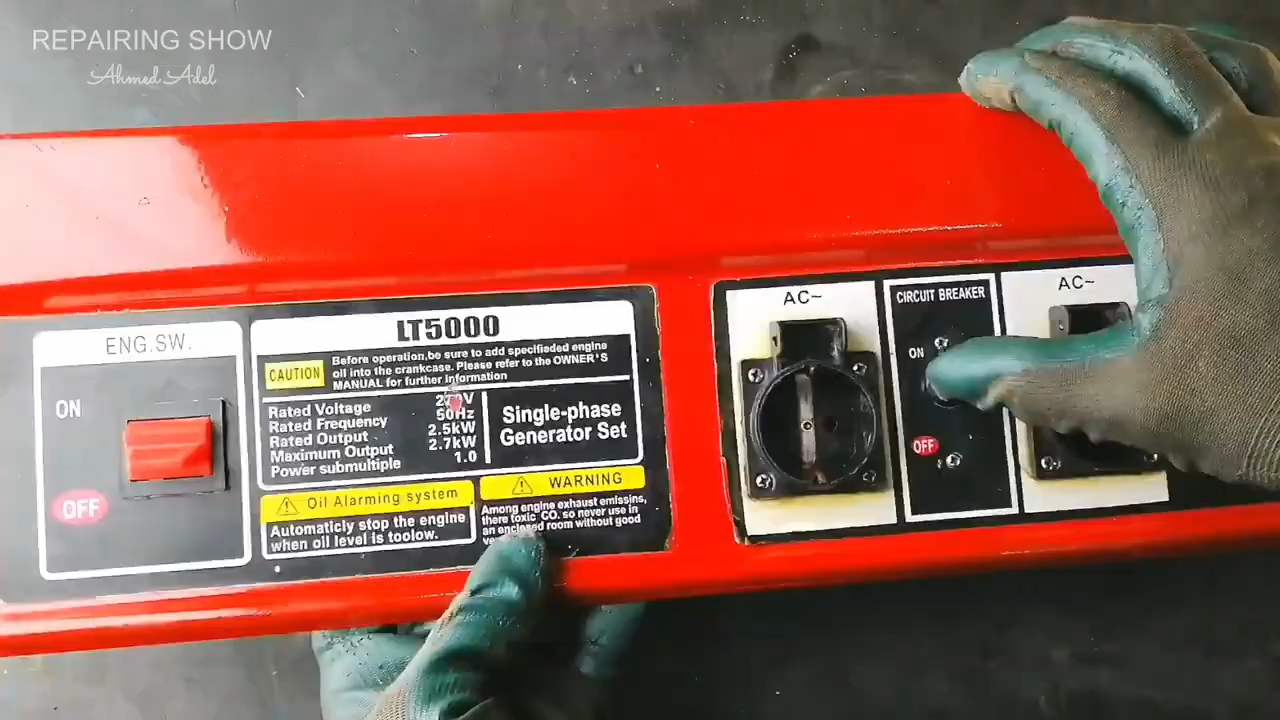 REPAIRING SHOW
Ahmed Adel
ENG.SW.
ON
OFF
LT5000
CAUTION
Before operation,be sure to add specifieded engine
oil into the crankcase. Please refer to the OWNER'S
MANUAL for further information
Rated Voltage
Rated Frequency 50Hz
Rated Output 2.5kW
Maximum Output 2.7kW
Power submultiple 1.0
Single-phase
Generator Set
Oil Alarming system
Automaticly stop the engine
when oil level is toolow.
WARNING
Among engine exhaust emissins,
there toxic CO. so never use in
an enclosed room without good
AC~
CIRCUIT BREAKER
ON
OFF
AC~